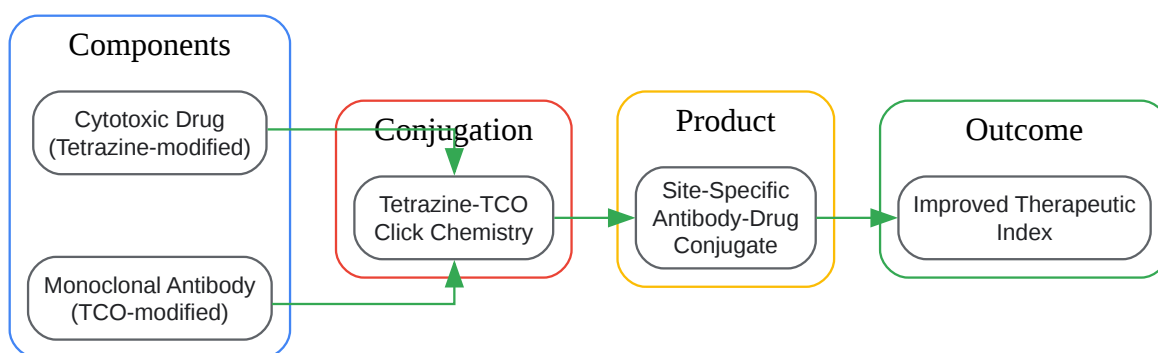 Components
Cytotoxic Drug
(Tetrazine-modified)
Monoclonal Antibody
(TCO-modified)
Conjugation
Tetrazine-TCO
Click Chemistry
Product
Site-Specific
Antibody-Drug
Conjugate
Outcome
Improved Therapeutic
Index